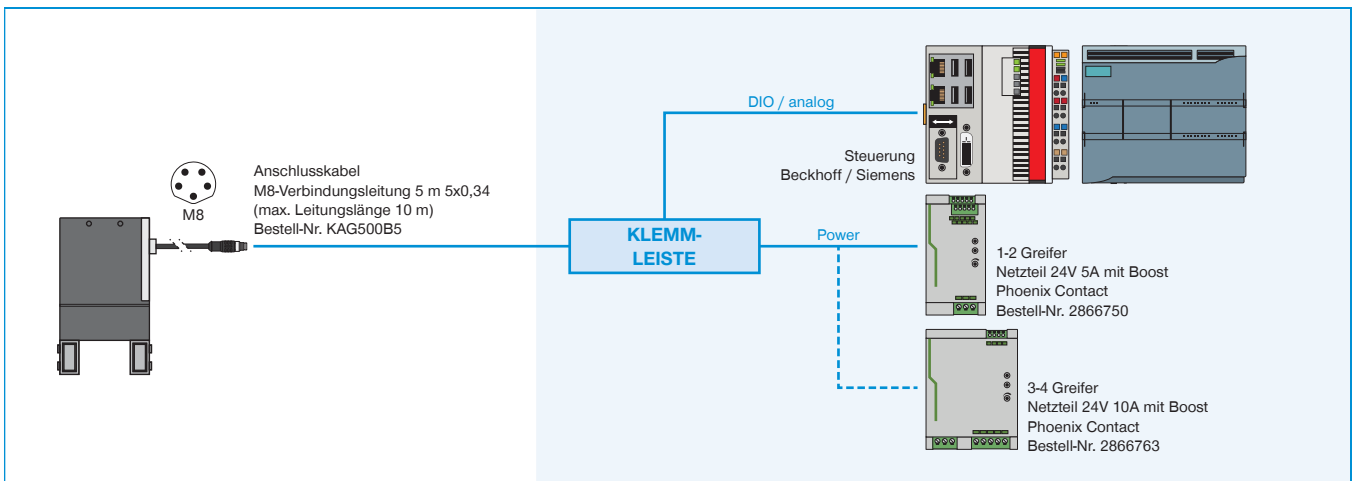 M8
Anschlusskabel
M8-Verbindungsleitung 5 m 5x0,34
(max. Leitungslänge 10 m)
Bestell-Nr. KAG500B5
KLEMM-
LEISTE
DIO / analog
Steuerung
Beckhoff / Siemens
Power
1-2 Greifer
Netzteil 24V 5A mit Boost
Phoenix Contact
Bestell-Nr. 2866750
3-4 Greifer
Netzteil 24V 10A mit Boost
Phoenix Contact
Bestell-Nr. 2866763